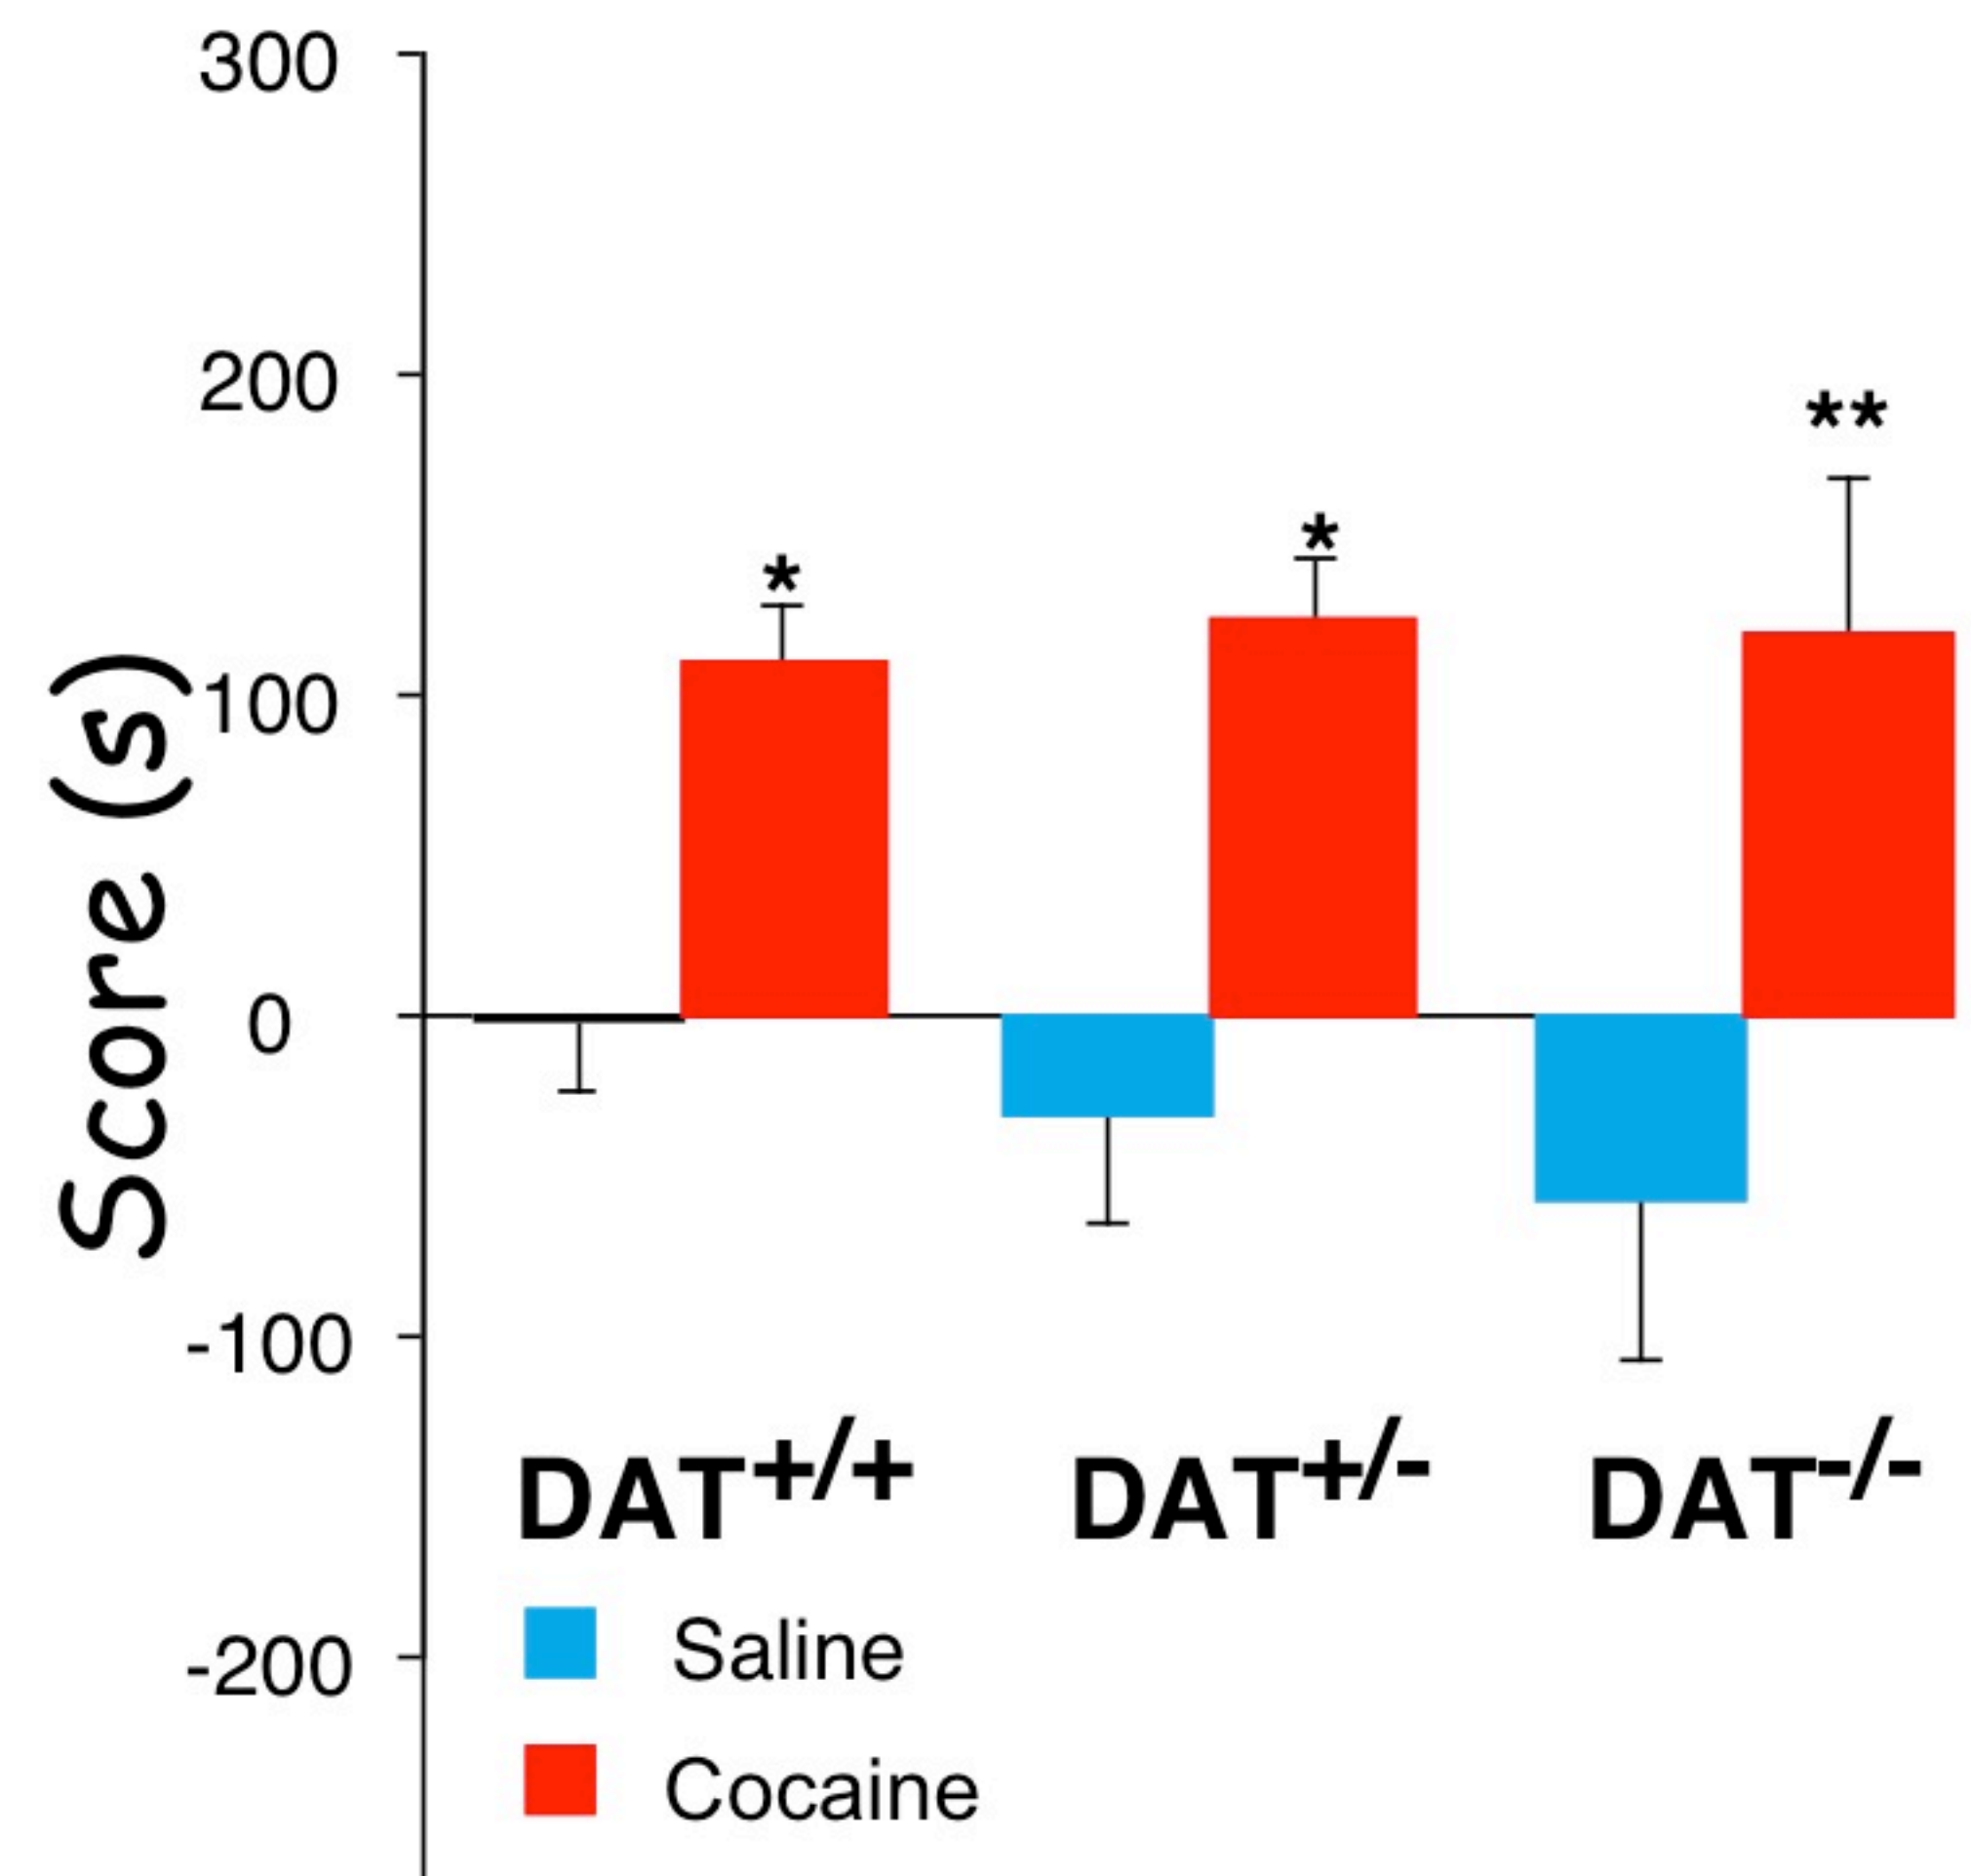 300
200
**
*
*
100
Score (s)
0
-100
DAT+/+ DAT+/- DAT-/-
-200
Saline
Cocaine